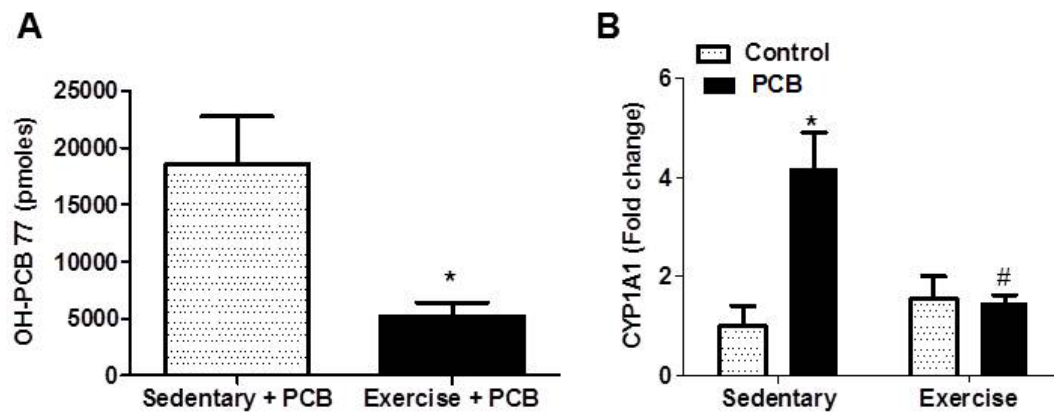 A
OH-PCB 77 (pmoles)
25000
20000
15000
10000
5000
0
*
Sedentary + PCB
Exercise + PCB
B
Control
PCB
CYP1A1 (Fold change)
6
4
2
0
*
#
Sedentary
Exercise